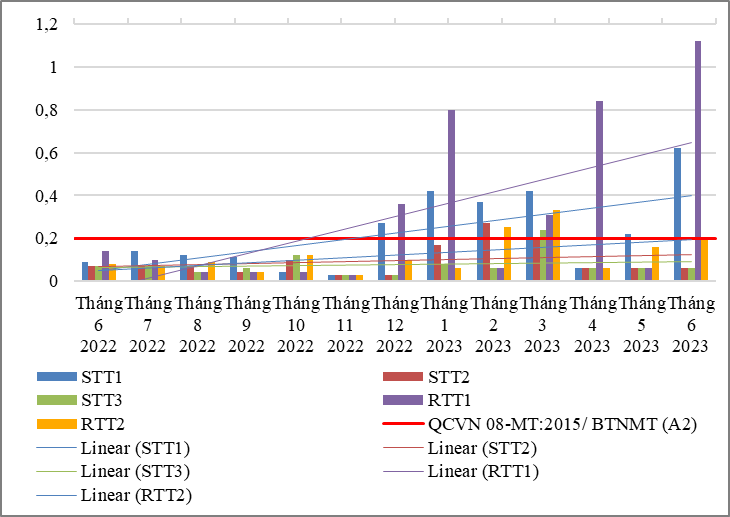 1,2
1
0,8
0,6
0,4
0,2
0
Tháng Tháng Tháng Tháng Tháng Tháng Tháng Tháng Tháng Tháng Tháng Tháng Tháng
6 7 8 9 10 11 12 1 2 3 4 5 6
2022 2022 2022 2022 2022 2022 2022 2023 2023 2023 2023 2023 2023
STT1 STT2
STT3 RTT1
RTT2 QCVN 08-MT:2015/ BTNMT (A2)
Linear (STT1) Linear (STT2)
Linear (STT3) Linear (RTT1)
Linear (RTT2)